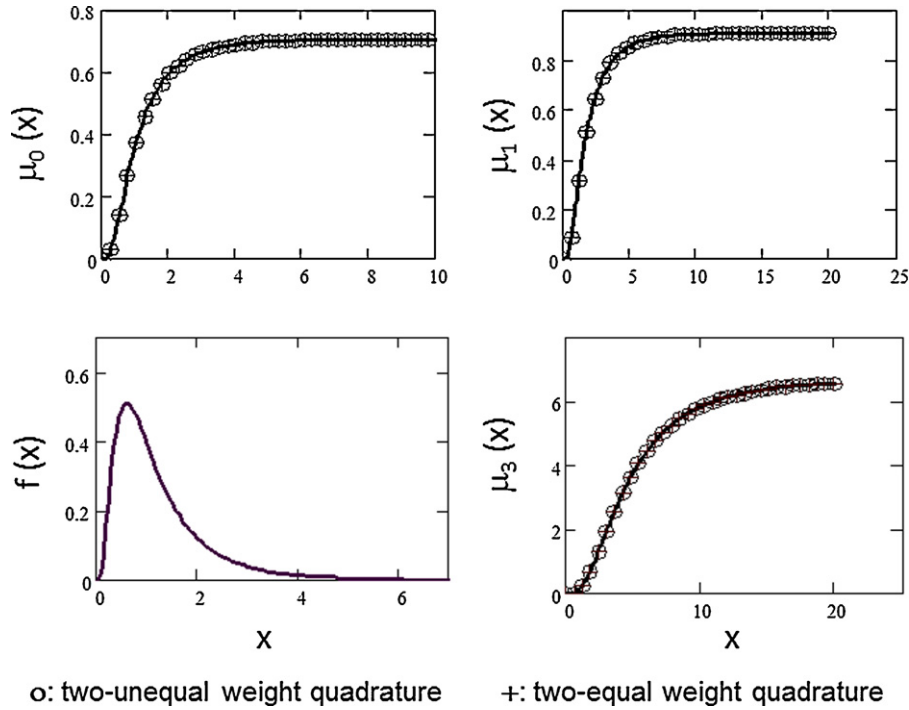 0.8
0.6
0.4
0.2
0
0 2 4 6 8 10
μ₀ (x)
0.8
0.6
0.4
0.2
0
0 5 10 15 20 25
μ₁ (x)
0.6
0.4
0.2
0
0 2 4 6
f (x)
x
6
4
2
0
0 10 20
μ₃ (x)
x
o: two-unequal weight quadrature
+: two-equal weight quadrature